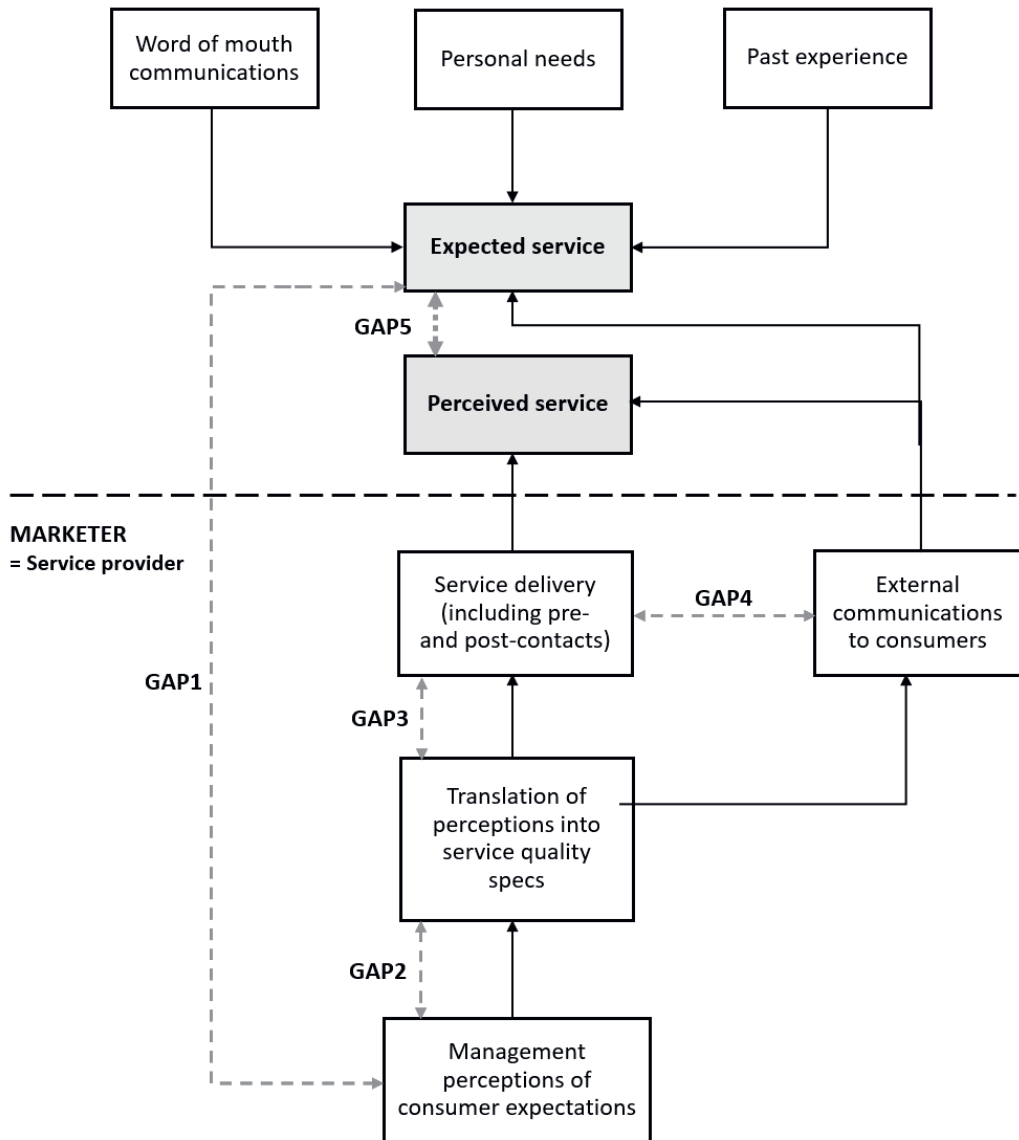 Word of mouth
communications
Personal needs
Past experience
Expected service
GAP5
Perceived service
MARKETER
= Service provider
Service delivery
(including pre-
and post-contacts)
GAP4
External
communications
to consumers
GAP1
GAP3
Translation of
perceptions into
service quality
specs
GAP2
Management
perceptions of
consumer expectations